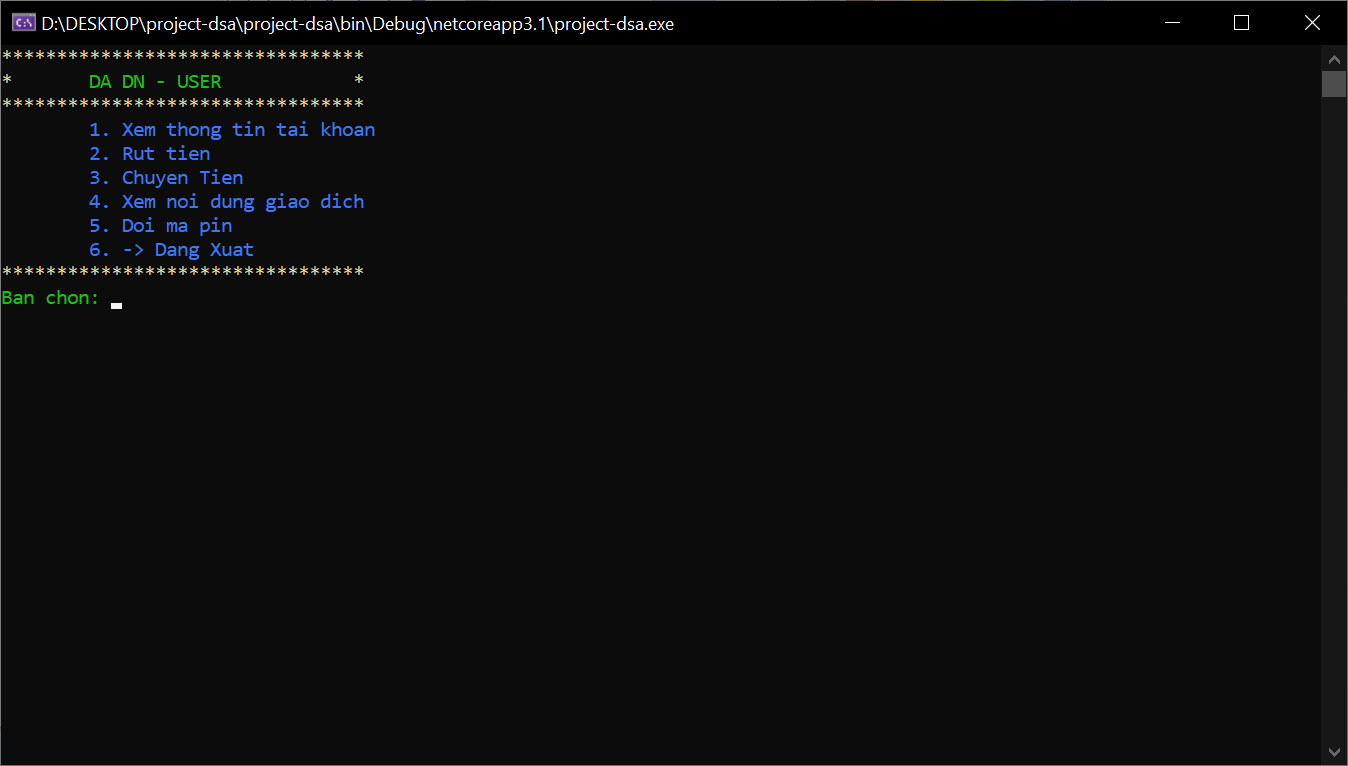 D:\DESKTOP\project-dsa\project-dsa\bin\Debug\netcoreapp3.1\project-dsa.exe
*********************************
*       DA DN - USER            *
*********************************
1. Xem thong tin tai khoan
2. Rut tien
3. Chuyen Tien
4. Xem noi dung giao dich
5. Doi ma pin
6. -> Dang Xuat
*********************************
Ban chon: